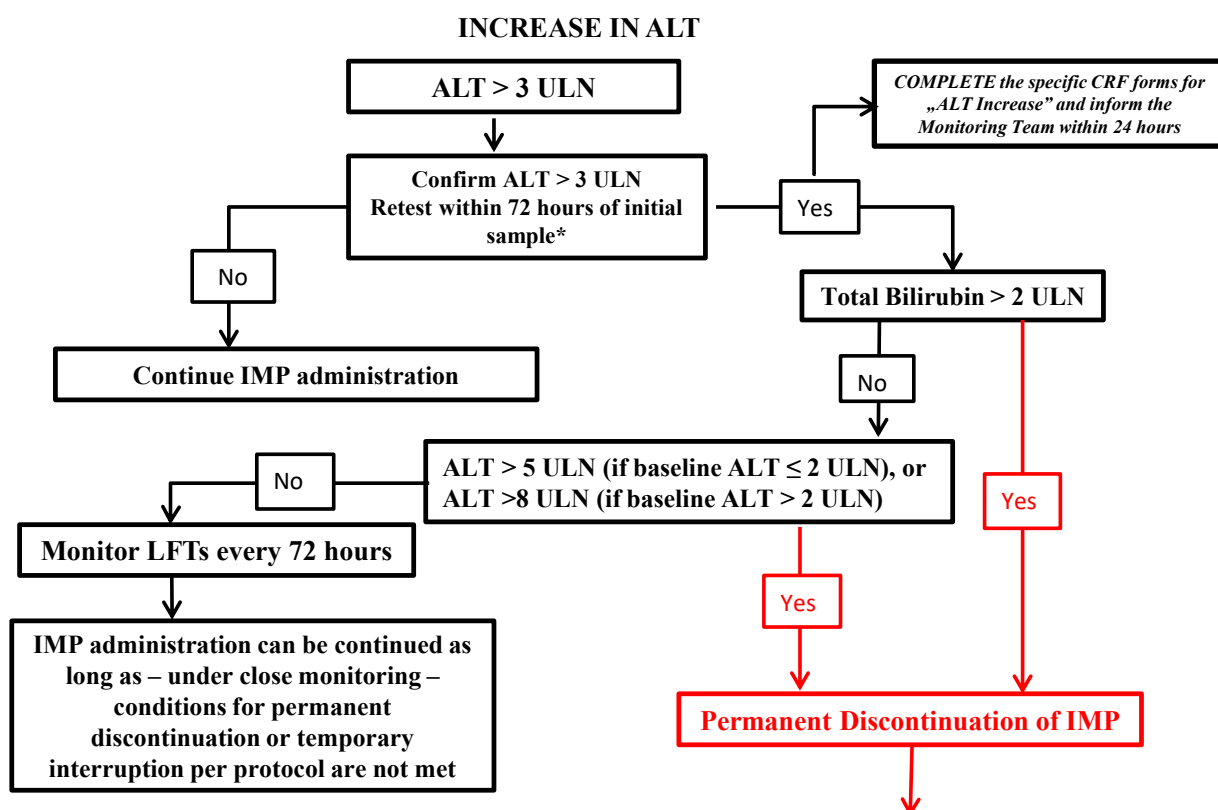 INCREASE IN ALT
ALT > 3 ULN
COMPLETE the specific CRF forms for
„ALT Increase” and inform the
Monitoring Team within 24 hours
Confirm ALT > 3 ULN
Retest within 72 hours of initial
sample*
Yes
No
Total Bilirubin > 2 ULN
Continue IMP administration
No
ALT > 5 ULN (if baseline ALT ≤ 2 ULN), or
ALT >8 ULN (if baseline ALT > 2 ULN)
No
Yes
Monitor LFTs every 72 hours
Yes
IMP administration can be continued as
long as – under close monitoring –
conditions for permanent
discontinuation or temporary
interruption per protocol are not met
Permanent Discontinuation of IMP